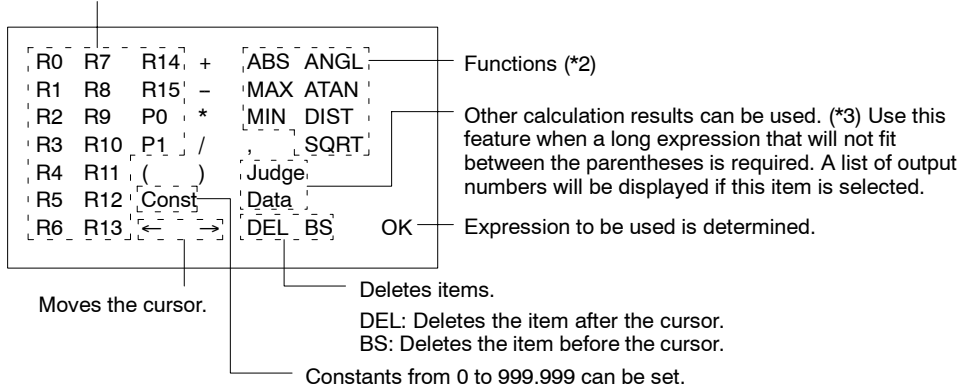 R0 R7 R14 + ABS ANGL Functions (*2)
R1 R8 R15 – MAX ATAN
R2 R9 P0 * MIN DIST Other calculation results can be used. (*3) Use this
R3 R10 P1 / , SQRT feature when a long expression that will not fit
R4 R11 ( ) Judge between the parentheses is required. A list of output
R5 R12 Const Data numbers will be displayed if this item is selected.
R6 R13 ← → DEL BS OK Expression to be used is determined.
Moves the cursor.
Deletes items.
DEL: Deletes the item after the cursor.
BS: Deletes the item before the cursor.
Constants from 0 to 999.999 can be set.